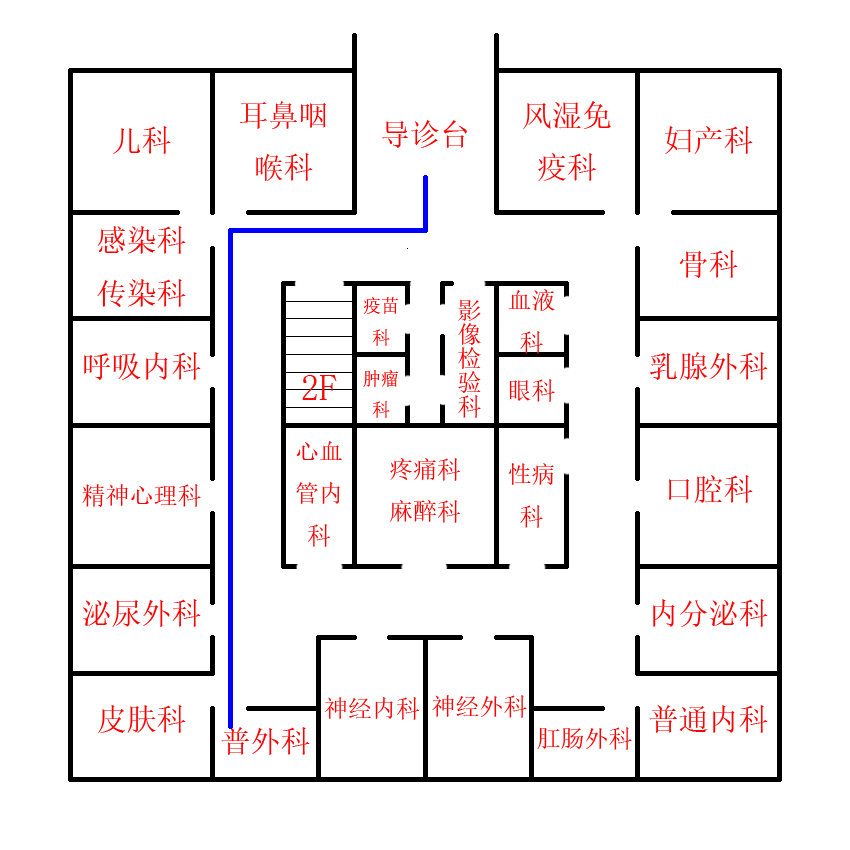 儿科
耳鼻咽
喉科
导诊台
风湿免
疫科
妇产科
感染科
传染科
骨科
疫苗
科
影
像
检
验
科
血液
科
呼吸内科
2F
肿瘤
科
眼科
乳腺外科
心血
管内
科
疼痛科
麻醉科
性病
科
精神心理科
口腔科
泌尿外科
内分泌科
皮肤科
普外科
神经内科
神经外科
肛肠外科
普通内科